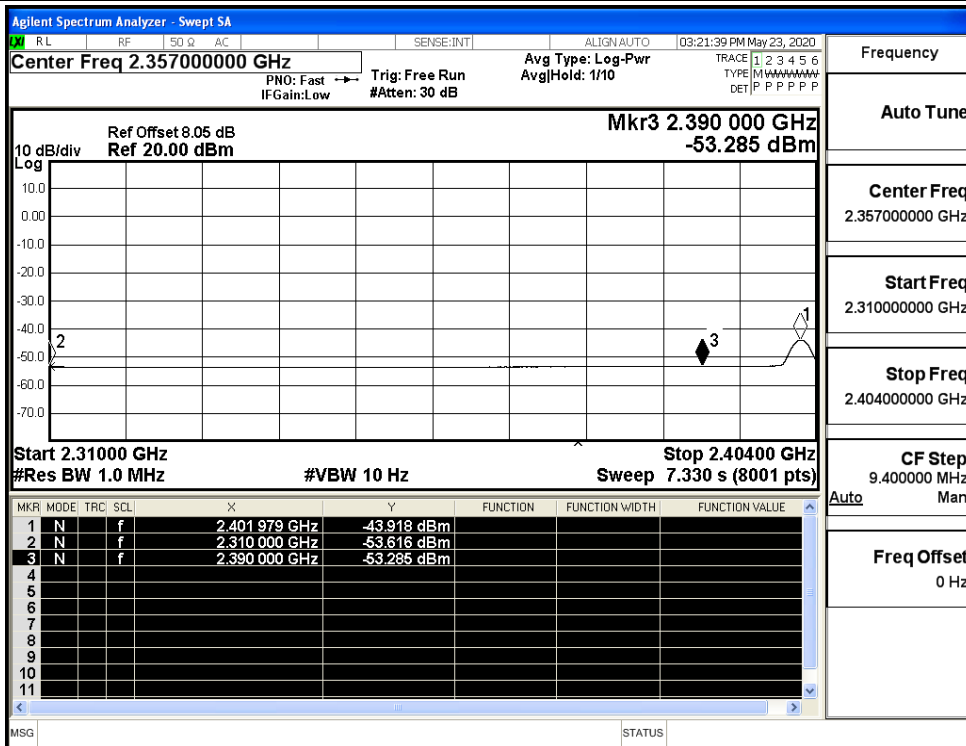 Agilent Spectrum Analyzer - Swept SA
LXI RL RF 50 Ω AC SENSE:INT ALIGN AUTO 03:21:39 PM May 23, 2020
Center Freq 2.357000000 GHz
PNO: Fast
IFGain:Low
Trig: Free Run
#Atten: 30 dB
Avg Type: Log-Pwr
Avg|Hold: 1/10
TRACE 1 2 3 4 5 6
TYPE M WWWWW
DET P P P P P P
Mkr3 2.390 000 GHz
-53.285 dBm
Ref Offset 8.05 dB
10 dB/div Ref 20.00 dBm
Log
10.0
0.00
-10.0
-20.0
-30.0
-40.0
-50.0
-60.0
-70.0
2
3
1
Start 2.31000 GHz Stop 2.40400 GHz
#Res BW 1.0 MHz #VBW 10 Hz Sweep 7.330 s (8001 pts)
MKR MODE TRC SCL X Y FUNCTION FUNCTION WIDTH FUNCTION VALUE
1 N f 2.401 979 GHz -43.918 dBm
2 N f 2.310 000 GHz -53.616 dBm
3 N f 2.390 000 GHz -53.285 dBm
4
5
6
7
8
9
10
11
MSG STATUS
Frequency
Auto Tune
Center Freq
2.357000000 GHz
Start Freq
2.310000000 GHz
Stop Freq
2.404000000 GHz
CF Step
9.400000 MHz
Auto Man
Freq Offset
0 Hz